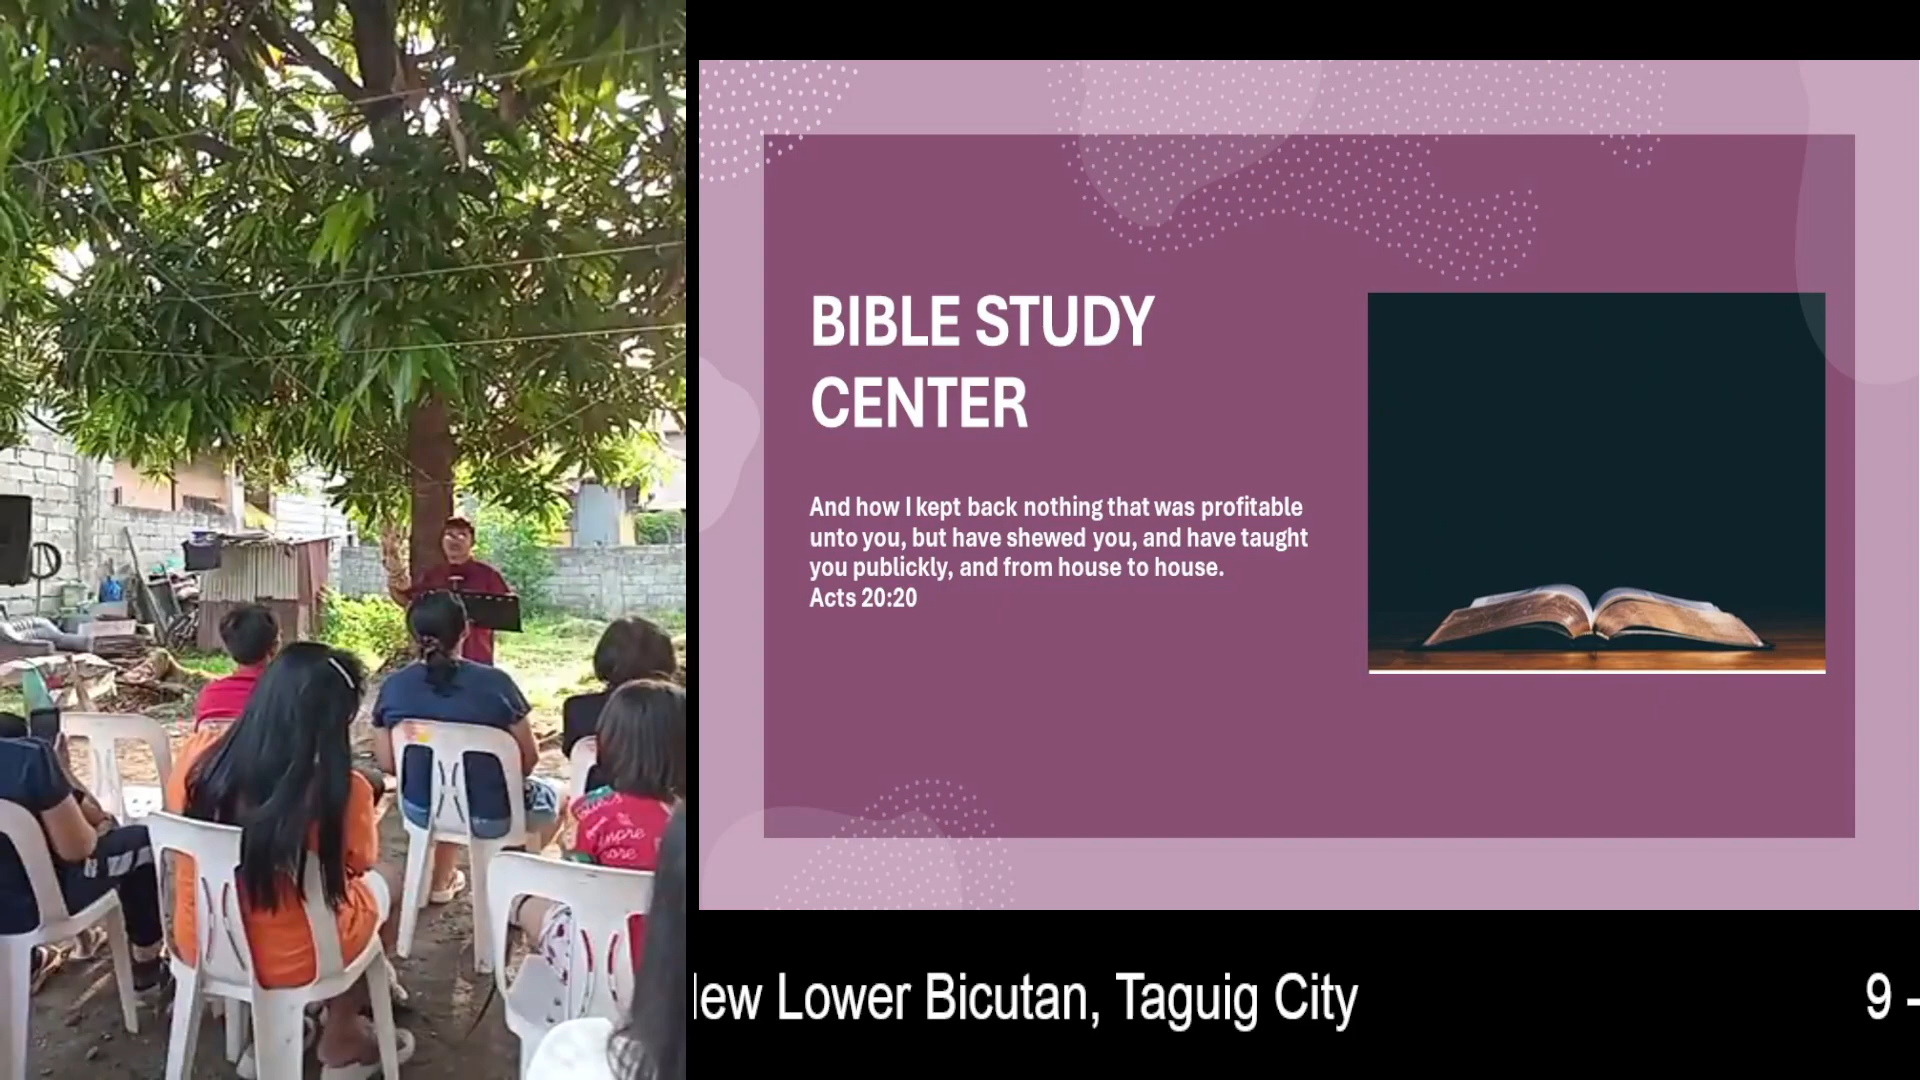 BIBLE STUDY
CENTER
And how I kept back nothing that was profitable
unto you, but have shewed you, and have taught
you publickly, and from house to house.
Acts 20:20
Lower Bicutan, Taguig City
9 -